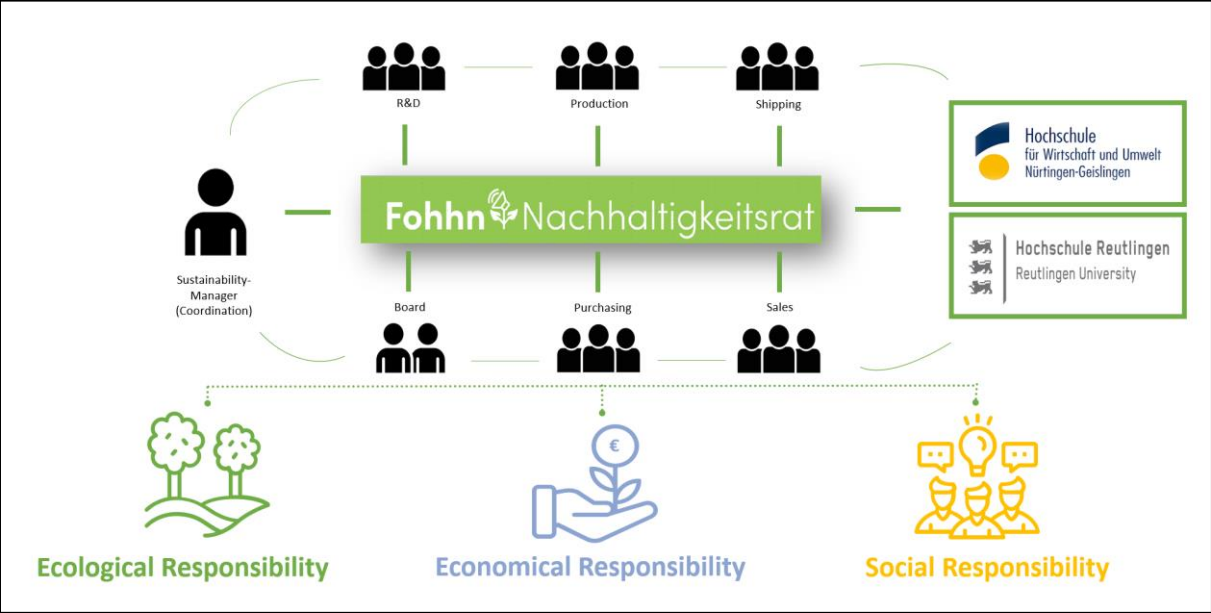 R&D
Production
Shipping
Hochschule
für Wirtschaft und Umwelt
Nürtingen-Geislingen
Fohhn Nachhaltigkeitsrat
Hochschule Reutlingen
Reutlingen University
Sustainability-
Manager
(Coordination)
Board
Purchasing
Sales
€
Ecological Responsibility
Economical Responsibility
Social Responsibility